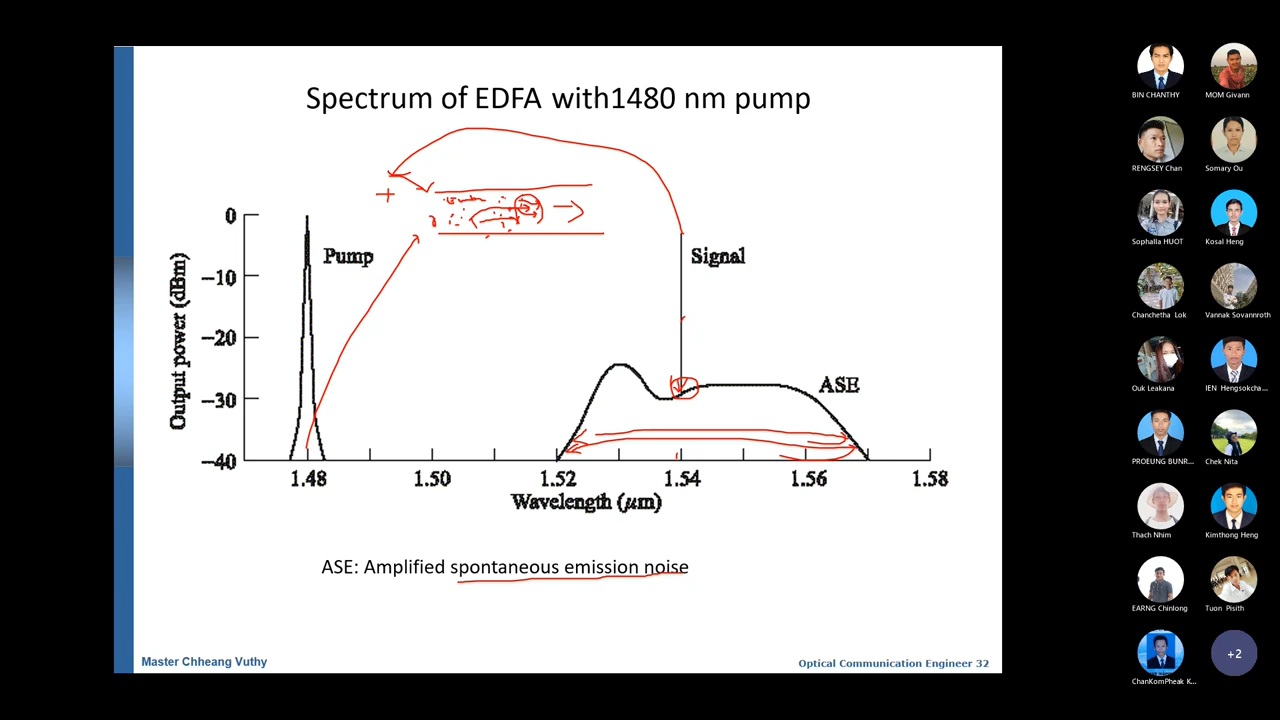 Spectrum of EDFA with1480 nm pump
+
0
−10
−20
−30
−40
Output power (dBm)
Pump
Signal
ASE
1.48
1.50
1.52
1.54
1.56
1.58
Wavelength (μm)
ASE: Amplified spontaneous emission noise
Master Chheang Vuthy
Optical Communication Engineer 32
BIN CHANTHY
MOM Givann
RENGSEY Chan
Somary Ou
Sophalla HUOT
Kosal Heng
Chanchetha Lok
Vannak Sovannroth
Ouk Leakana
IEN Hengsokcha...
PROEUNG BUNR...
Chek Nita
Thach Nhim
Kimthong Heng
EARNG Chinlong
Tuon Pisith
ChanKomPheak K...
+2